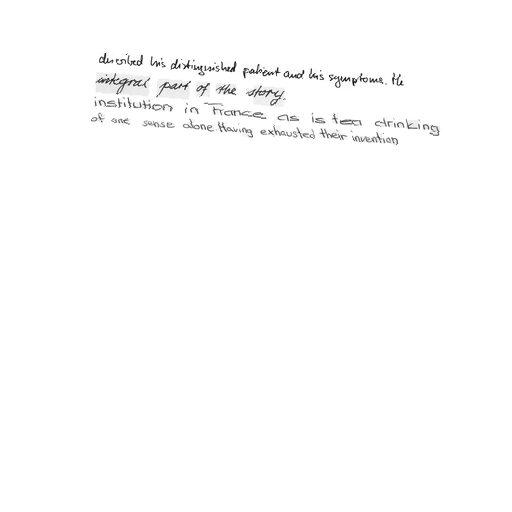 described his distinguished patient and his symptoms. He
integral part of the story.
institution in France as is tea drinking
of one sense alone. Having exhausted their invention